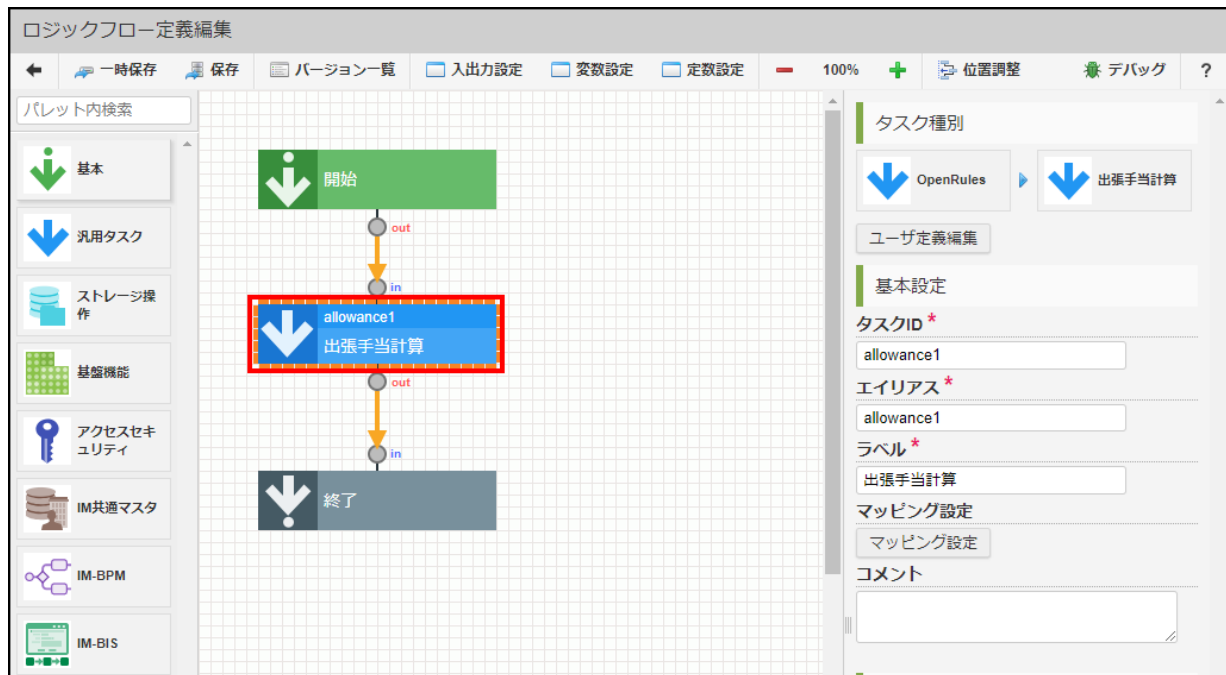 ロジックフロー定義編集
一時保存 保存 バージョン一覧 入出力設定 変数設定 定数設定 100% 位置調整 デバッグ ?
パレット内検索
基本
汎用タスク
ストレージ操
作
基盤機能
アクセスセキ
ュリティ
IM共通マスタ
IM-BPM
IM-BIS
開始
out
in
allowance1
出張手当計算
out
in
終了
タスク種別
OpenRules 出張手当計算
ユーザ定義編集
基本設定
タスクID *
allowance1
エイリアス *
allowance1
ラベル *
出張手当計算
マッピング設定
マッピング設定
コメント